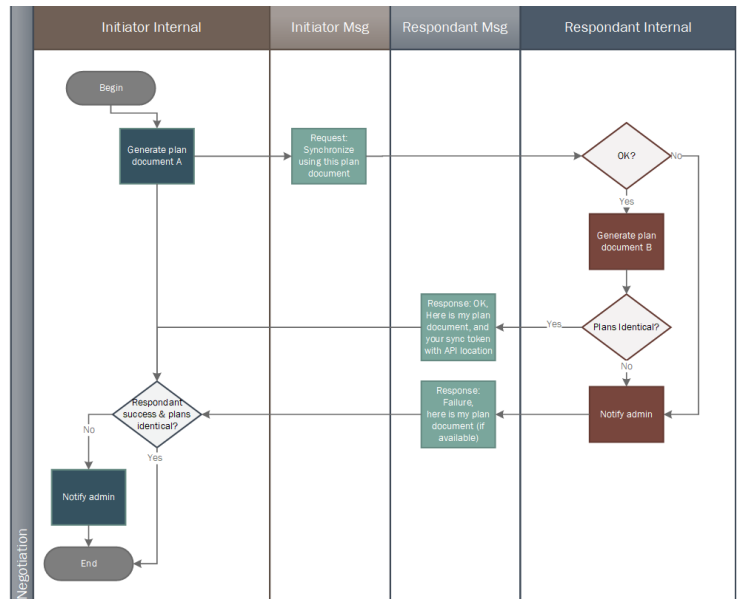 Initiator Internal
Initiator Msg
Respondant Msg
Respondant Internal
Negotiation
Begin
Generate plan
document A
Request:
Synchronize
using this plan
document
OK?
No
Yes
Generate plan
document B
Plans Identical?
Yes
No
Response: OK,
Here is my plan
document, and
your sync token
with API location
Notify admin
Response:
Failure,
here is my plan
document (if
available)
Respondant
success & plans
identical?
No
Yes
Notify admin
End